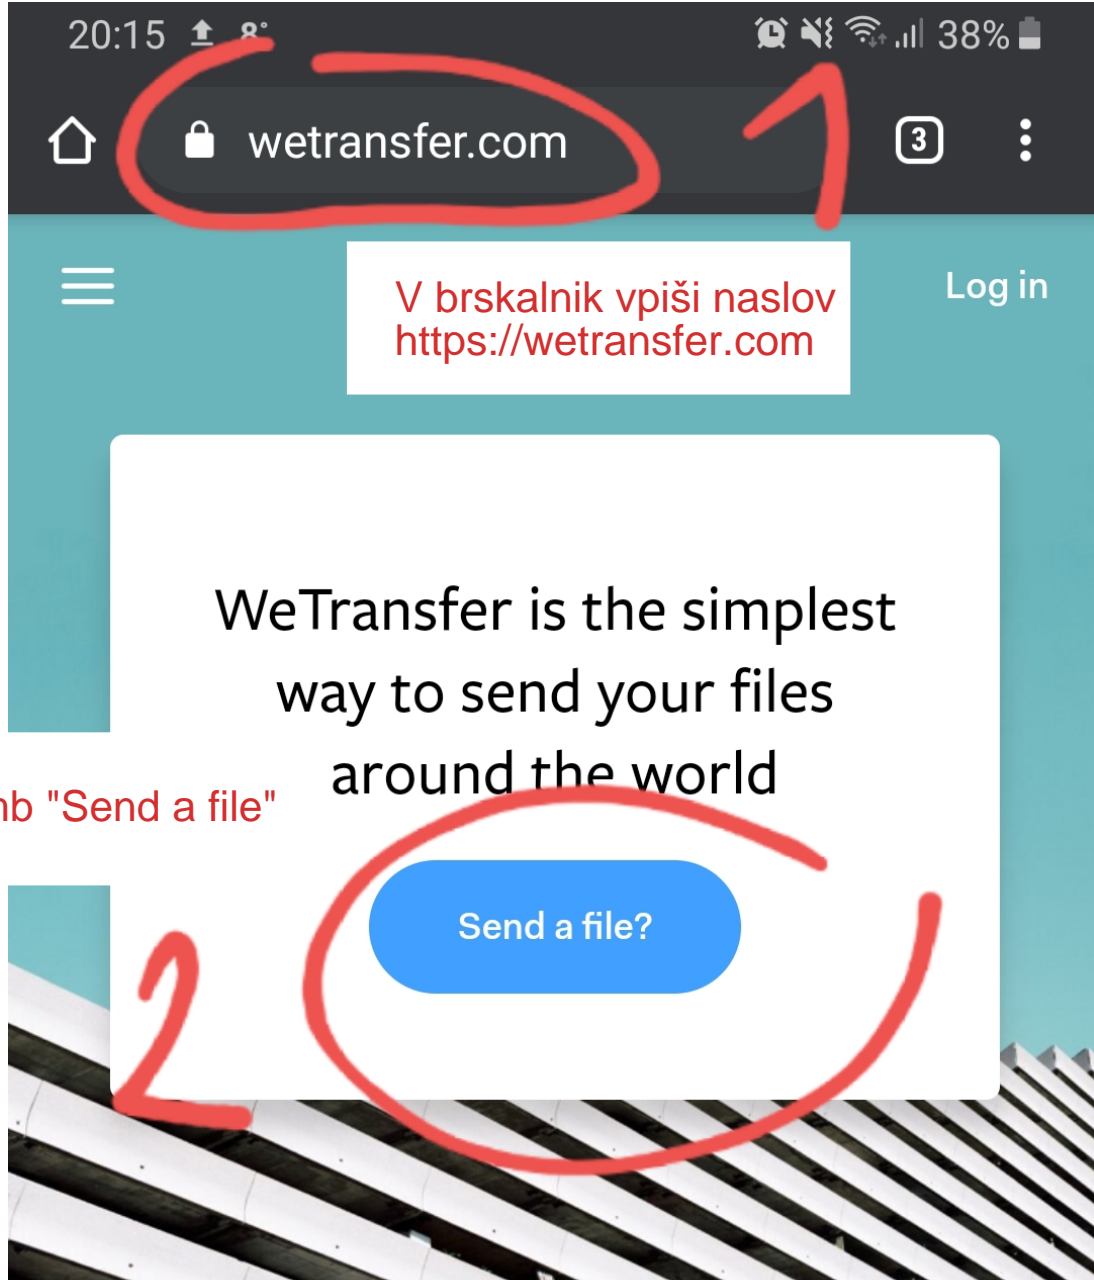 20:15 8° 38%
wetransfer.com 3
1
V brskalnik vpiši naslov
https://wetransfer.com
Log in
WeTransfer is the simplest
way to send your files
around the world
"Send a file"
Send a file?
2